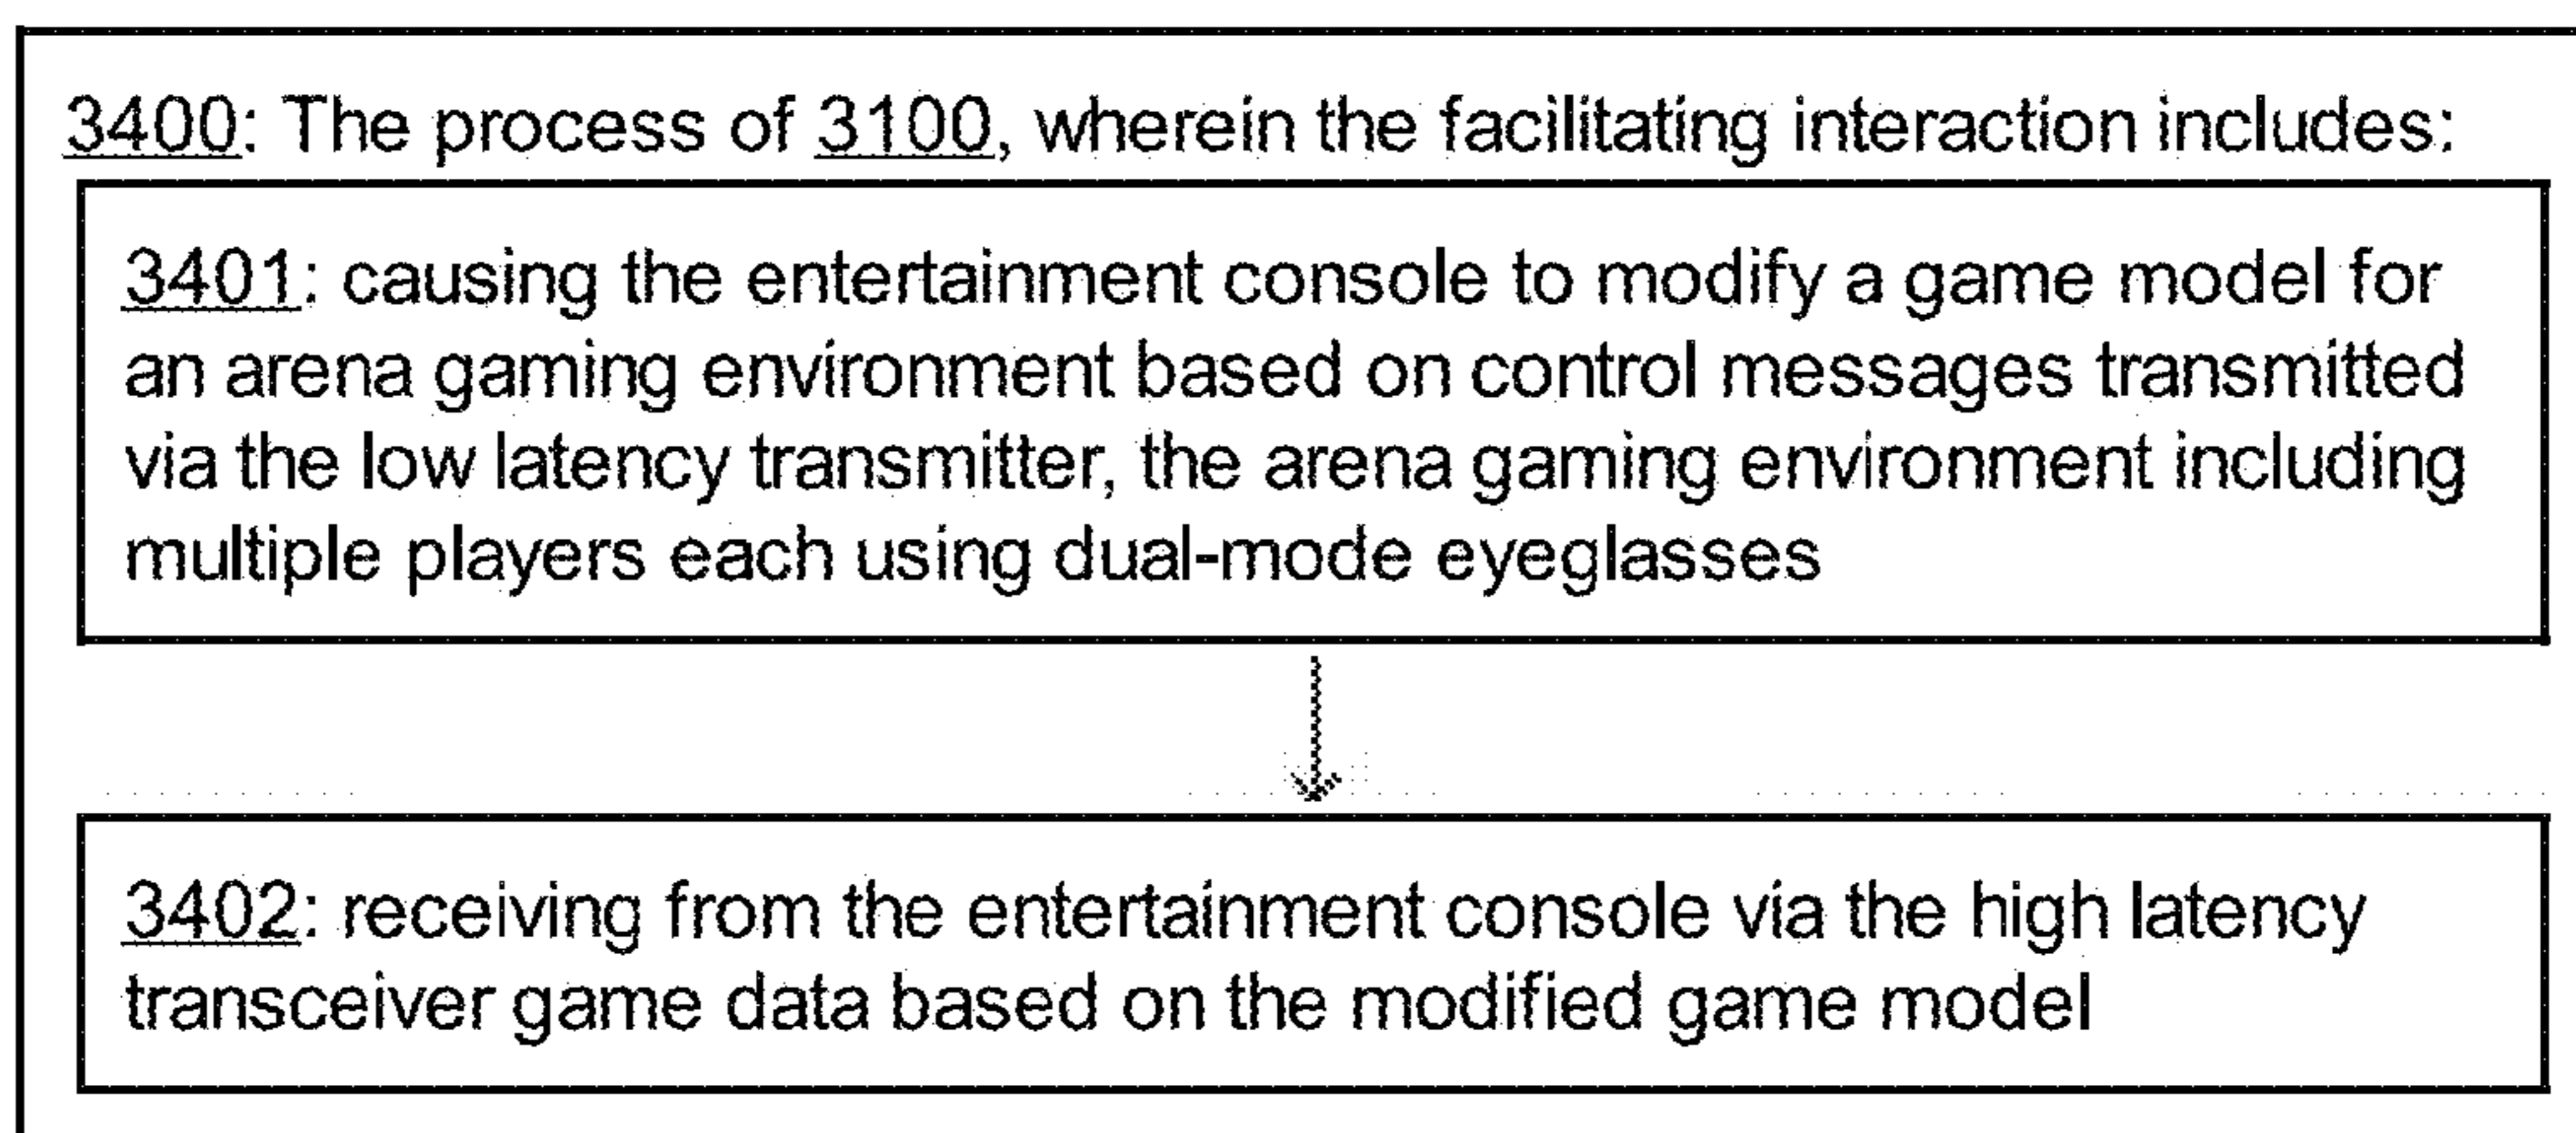 3400: The process of 3100, wherein the facilitating interaction includes:
3401: causing the entertainment console to modify a game model for
an arena gaming environment based on control messages transmitted
via the low latency transmitter, the arena gaming environment including
multiple players each using dual-mode eyeglasses
3402: receiving from the entertainment console via the high latency
transceiver game data based on the modified game model